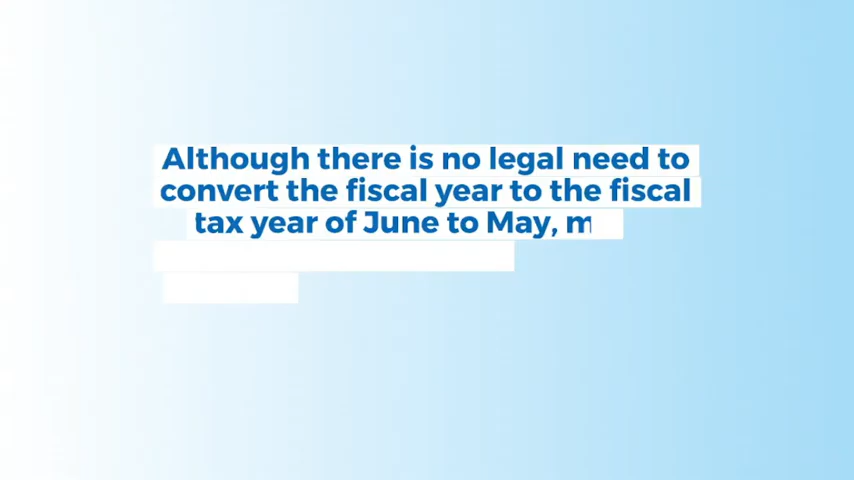 Although there is no legal need to
convert the fiscal year to the fiscal
tax year of June to May,